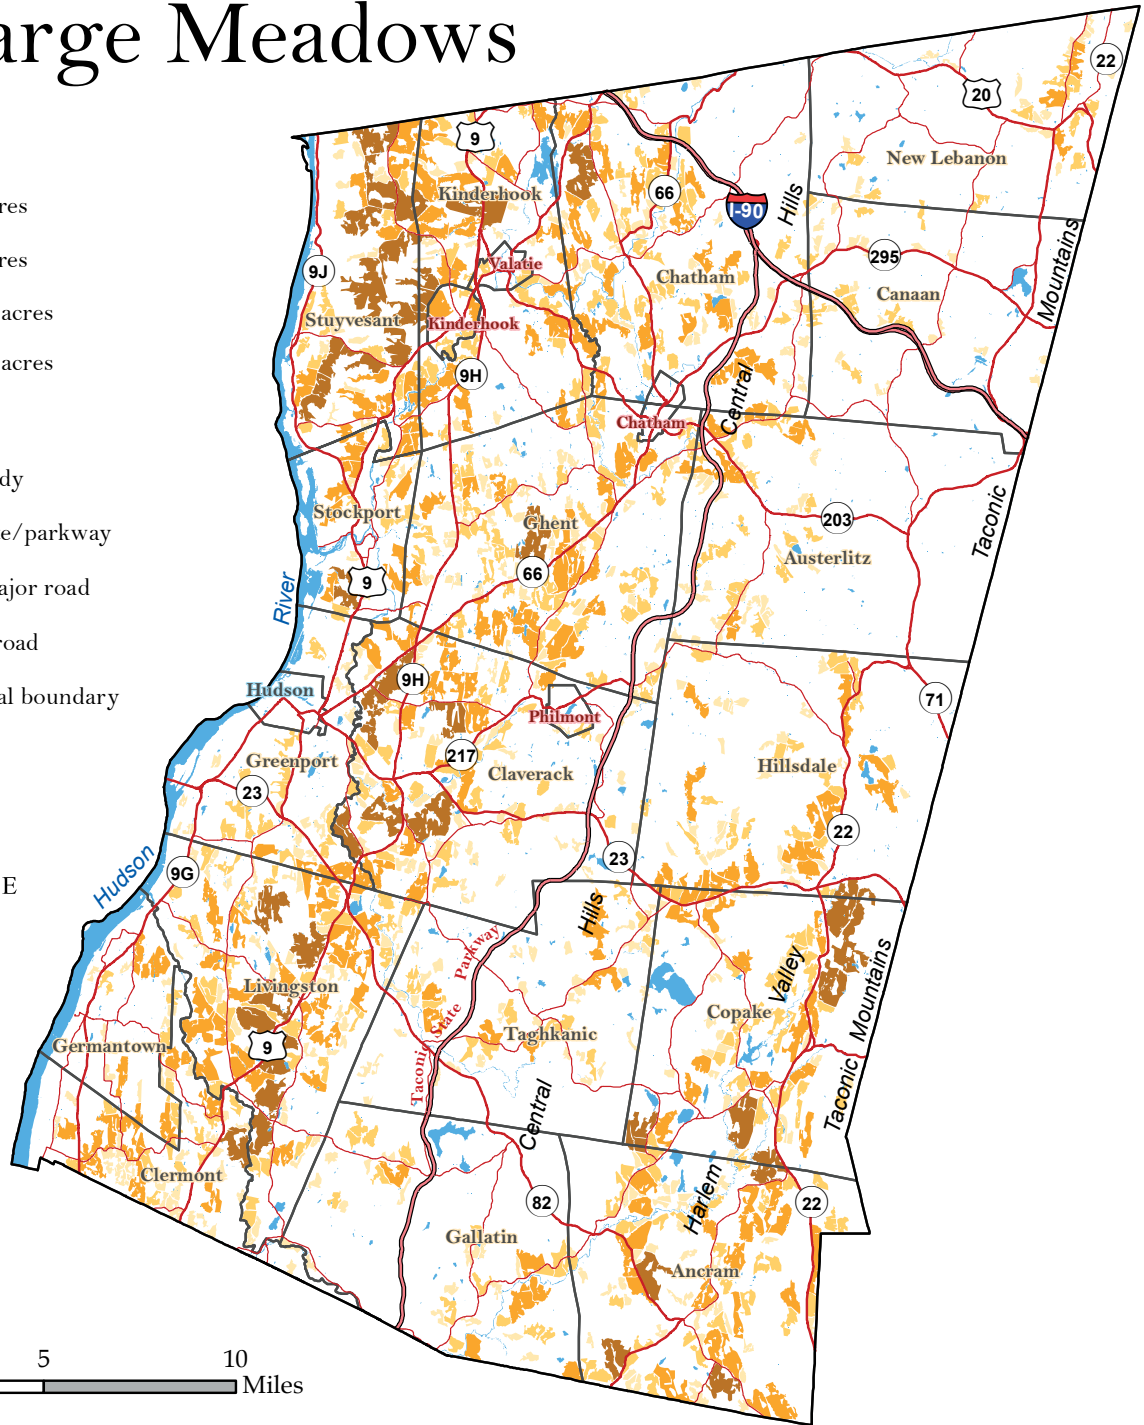 arge Meadows
res
res
acres
acres
dy
e/parkway
ajor road
road
al boundary
E
22
20
New Lebanon
9
Kinderhook
66
I-90
Hills
Mountains
295
9J
Valatie
Chatham
Canaan
Stuyvesant
Kinderhook
9H
Central
Chatham
Taconic
Stockport
Ghent
203
Austerlitz
9
66
River
9H
Hudson
71
Philmont
217
Greenport
Claverack
Hillsdale
23
22
23
9G
Hudson
Hills
Parkway
Valley
Mountains
Livingston
State
Copake
Taghkanic
9
Germantown
Taconic
Central
Taconic
Clermont
Harlem
82
22
Gallatin
Ancram
5
10
Miles